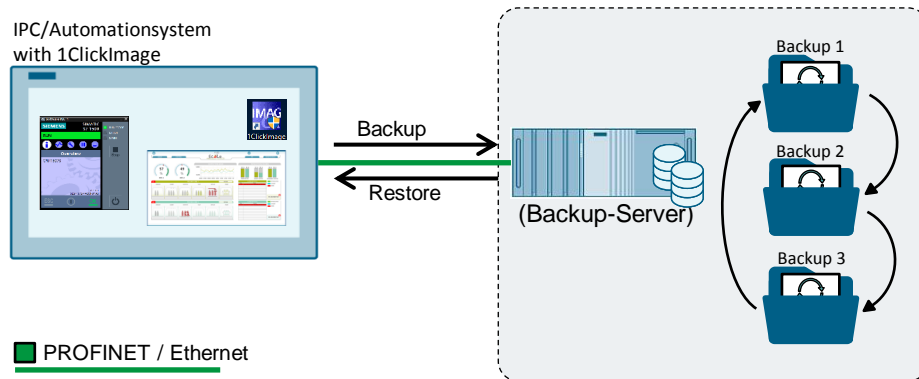 IPC/Automationsystem
with 1ClickImage
SIEMENS
IMAG
1ClickImage
Overview
Backup
Restore
(Backup-Server)
Backup 1
Backup 2
Backup 3
PROFINET / Ethernet